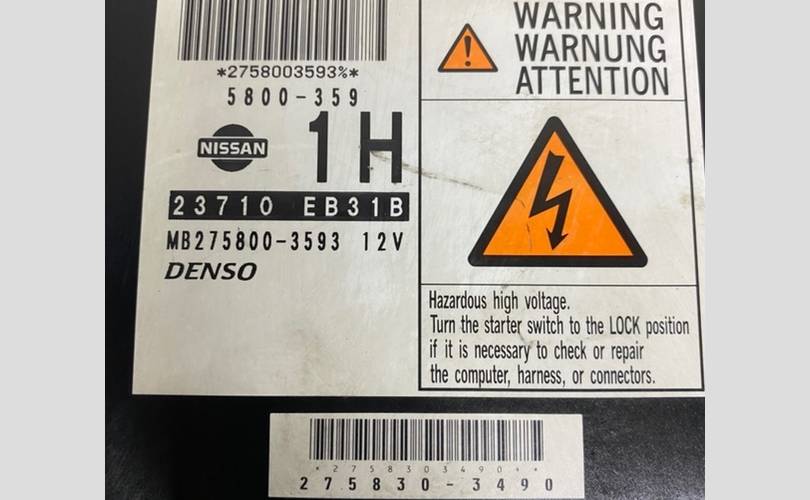 *2758003593%*
5800-359
NISSAN
1H
23710 EB31B
MB275800-3593 12V
DENSO
WARNING
WARNUNG
ATTENTION
Hazardous high voltage.
Turn the starter switch to the LOCK position
if it is necessary to check or repair
the computer, harness, or connectors.
*2758303490+*
275830-3490